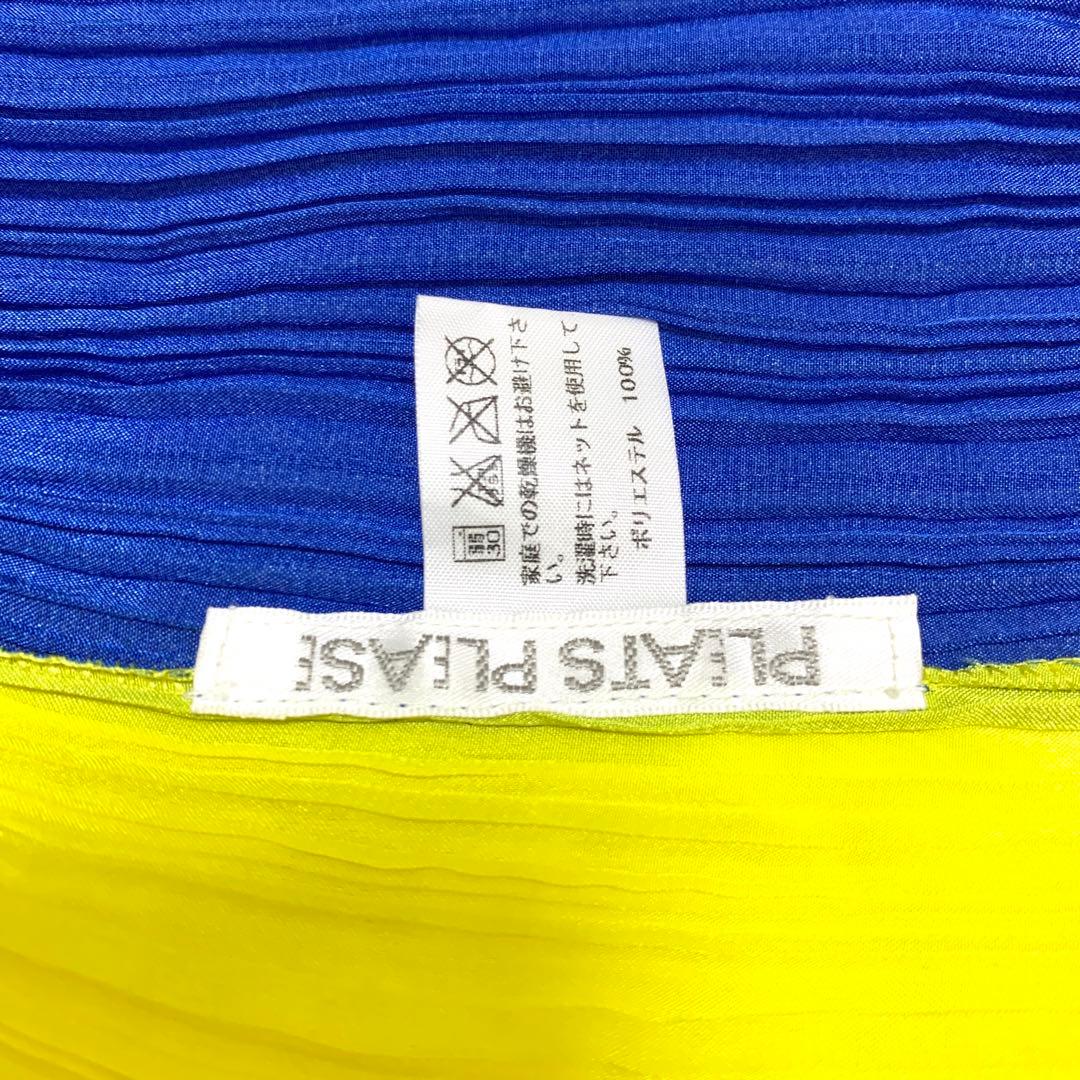 PLEATS PLEASE
弱
30
家庭での乾燥機はお避け下さ
い。
洗濯時にはネットを使用して
下さい。
ポリエステル 100%